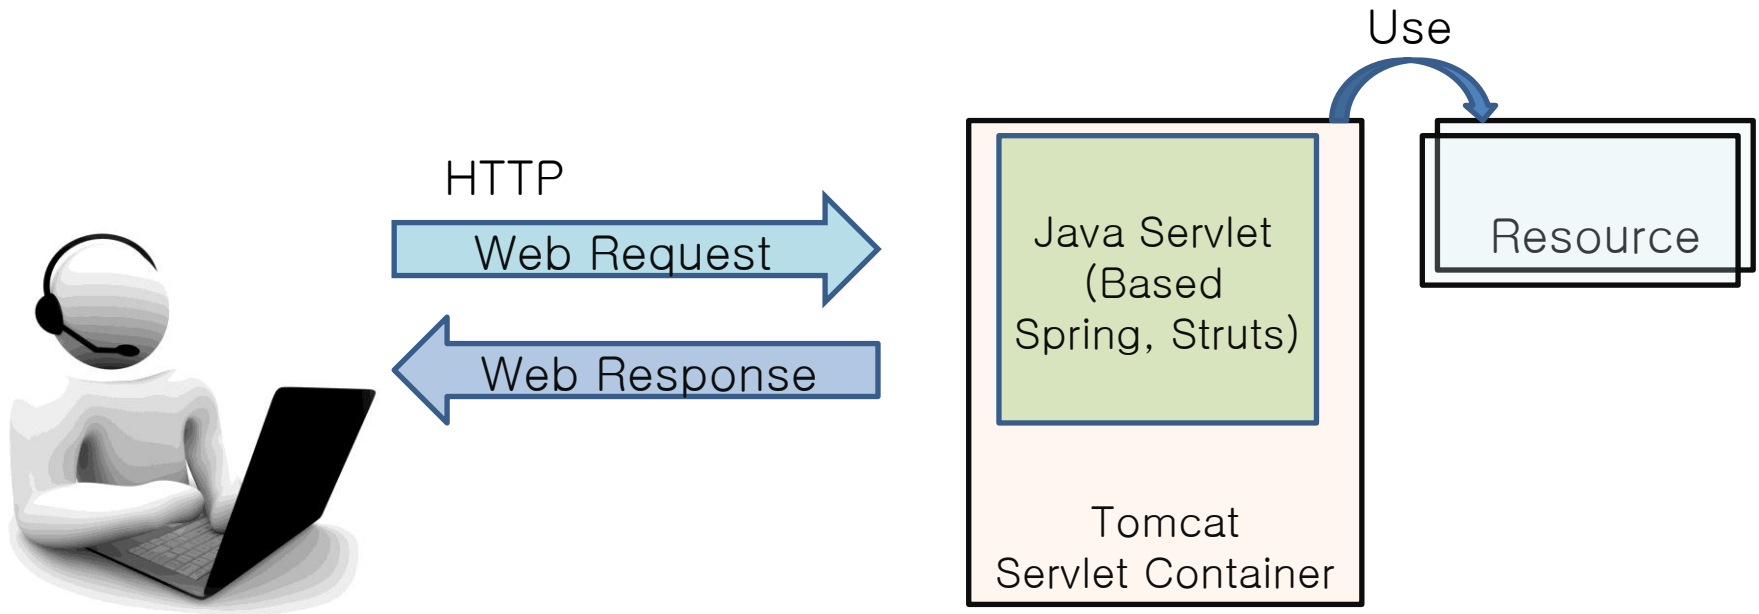 Use
HTTP
Web Request
Web Response
Java Servlet
(Based
Spring, Struts)
Tomcat
Servlet Container
Resource